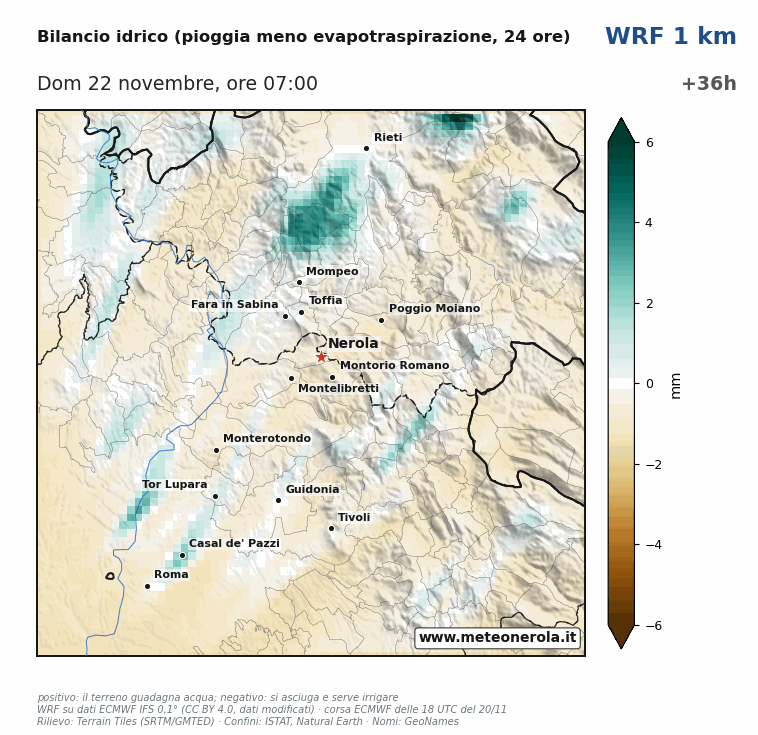 Bilancio idrico (pioggia meno evapotraspirazione, 24 ore)
WRF 1 km
Dom 22 novembre, ore 07:00
+36h
Rieti
Mompeo
Fara in Sabina
Toffia
Poggio Moiano
Nerola
Montorio Romano
Montelibretti
Monterotondo
Tor Lupara
Guidonia
Tivoli
Casal de' Pazzi
Roma
www.meteonerola.it
6
4
2
0
−2
−4
−6
mm
positivo: il terreno guadagna acqua; negativo: si asciuga e serve irrigare
WRF su dati ECMWF IFS 0,1° (CC BY 4.0, dati modificati) · corsa ECMWF delle 18 UTC del 20/11
Rilievo: Terrain Tiles (SRTM/GMTED) · Confini: ISTAT, Natural Earth · Nomi: GeoNames